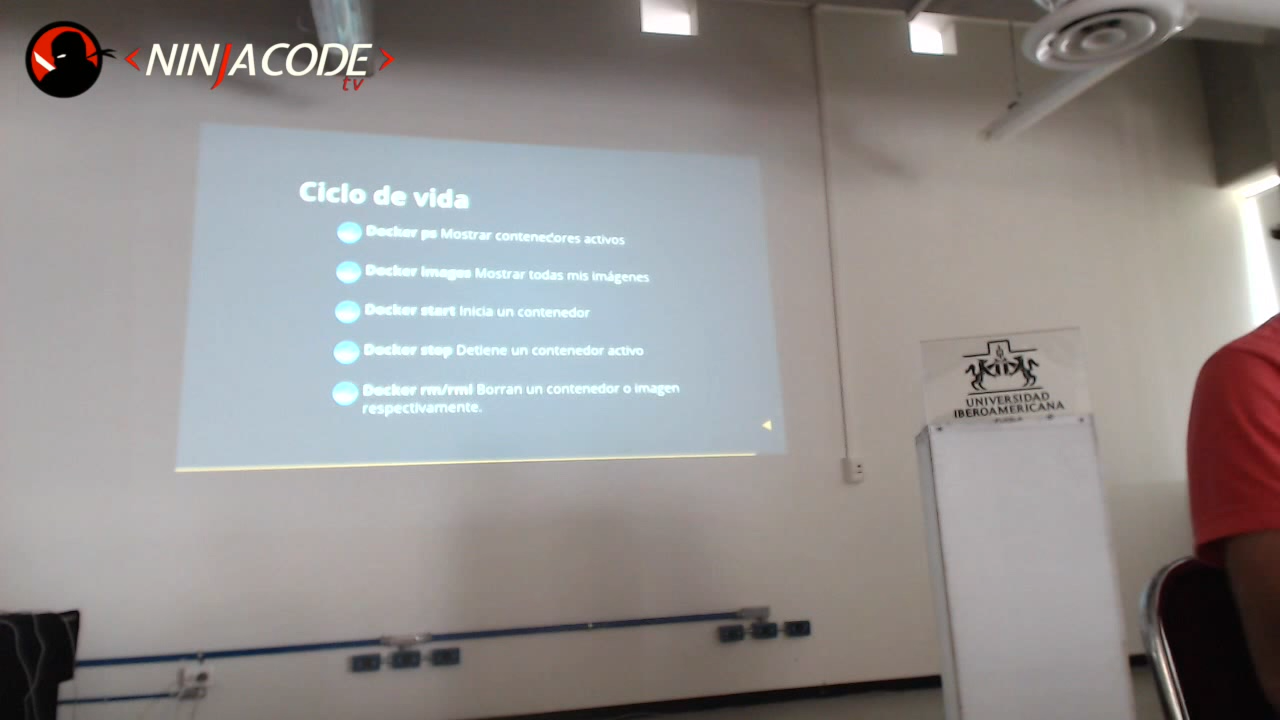 <NINJACODE>
tv
Ciclo de vida
Docker ps Mostrar contenedores activos
Docker images Mostrar todas mis imágenes
Docker start Inicia un contenedor
Docker stop Detiene un contenedor activo
Docker rm/rmi Borran un contenedor o imagen
respectivamente.
UNIVERSIDAD
IBEROAMERICANA